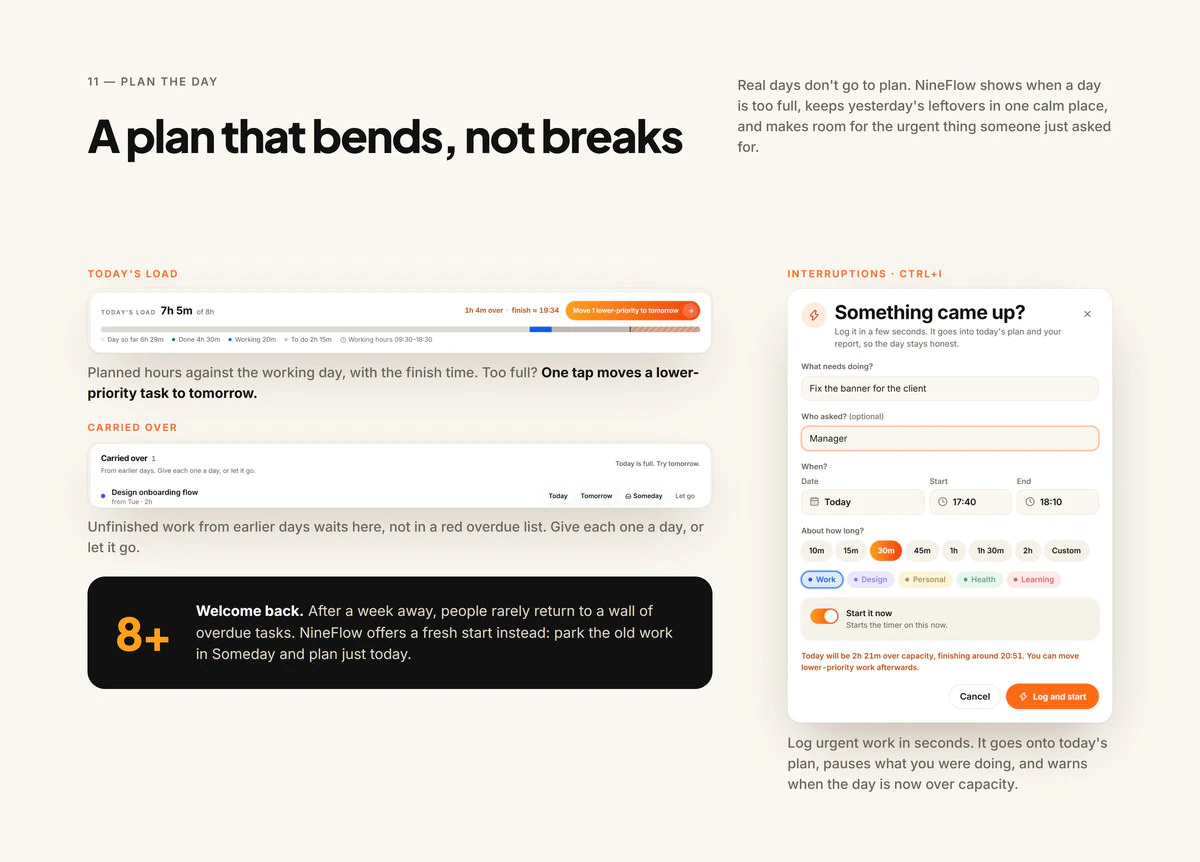 11 — PLAN THE DAY
A plan that bends, not breaks
Real days don't go to plan. NineFlow shows when a day
is too full, keeps yesterday's leftovers in one calm place,
and makes room for the urgent thing someone just asked
for.
TODAY'S LOAD
TODAY'S LOAD 7h 5m of 8h
1h 4m over · finish ≈ 19:34 Move 1 lower-priority to tomorrow →
Day so far 6h 29m Done 4h 30m Working 20m To do 2h 15m Working hours 09:30–18:30
Planned hours against the working day, with the finish time. Too full? One tap moves a lower-
priority task to tomorrow.
CARRIED OVER
Carried over 1
From earlier days. Give each one a day, or let it go.
Today is full. Try tomorrow.
Design onboarding flow
from Tue · 2h
Today Tomorrow Someday Let go
Unfinished work from earlier days waits here, not in a red overdue list. Give each one a day, or
let it go.
8+
Welcome back. After a week away, people rarely return to a wall of
overdue tasks. NineFlow offers a fresh start instead: park the old work
in Someday and plan just today.
INTERRUPTIONS · CTRL+I
Something came up?
Log it in a few seconds. It goes into today's plan and your
report, so the day stays honest.
What needs doing?
Fix the banner for the client
Who asked? (optional)
Manager
When?
Date Start End
Today 17:40 18:10
About how long?
10m 15m 30m 45m 1h 1h 30m 2h Custom
Work Design Personal Health Learning
Start it now
Starts the timer on this now.
Today will be 2h 21m over capacity, finishing around 20:51. You can move
lower-priority work afterwards.
Cancel Log and start
Log urgent work in seconds. It goes onto today's
plan, pauses what you were doing, and warns
when the day is now over capacity.